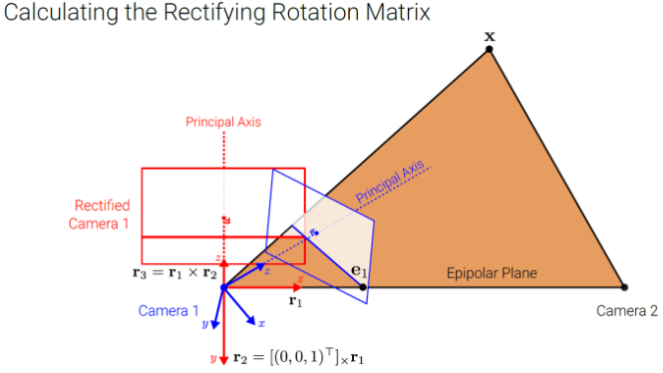 Calculating the Rectifying Rotation Matrix
x
Principal Axis
Principal Axis
Rectified
Camera 1
z
z
r₃ = r₁ × r₂
x
e₁
Epipolar Plane
r₁
Camera 1
y
x
Camera 2
y
r₂ = [(0, 0, 1)⊤]×r₁